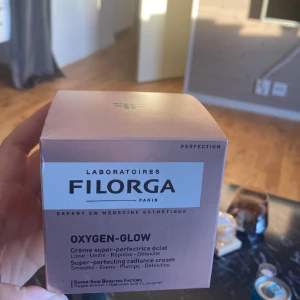 PERFECTION
LABORATOIRES
FILORGA
PARIS
EXPERT EN MÉDECINE ESTHÉTIQUE
OXYGEN-GLOW
Crème super-perfectrice éclat
Lisse - Unifie - Repulpe - Détoxifie
Super-perfecting radiance cream
Smooths - Evens - Plumps - Detoxifies